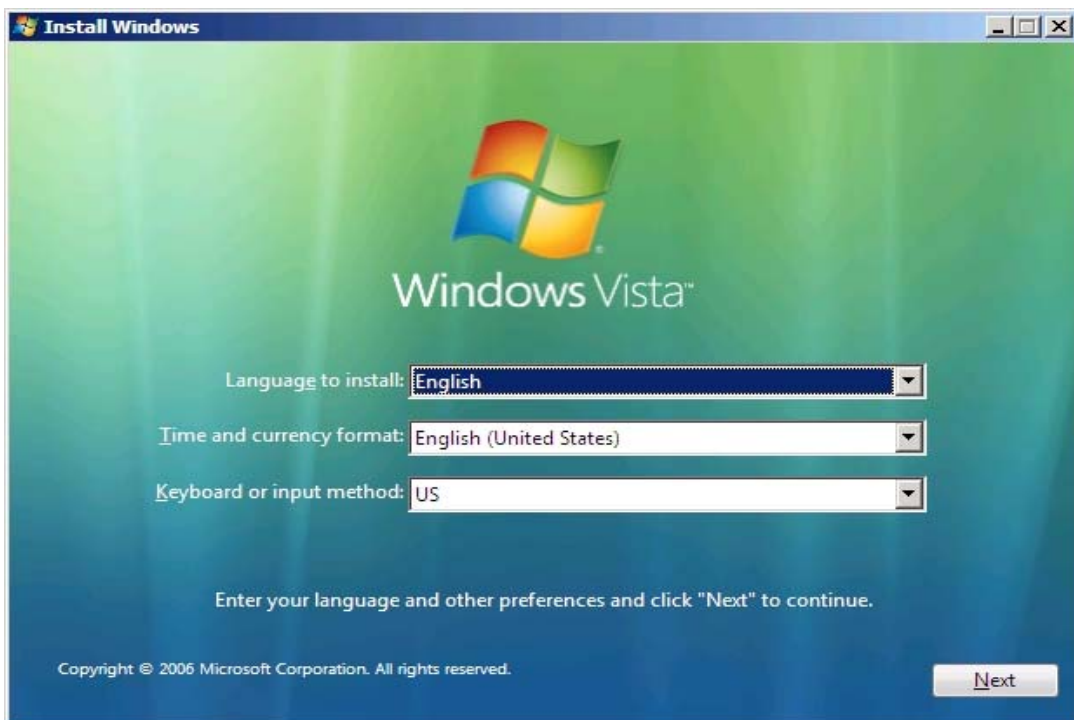 Install Windows
Windows Vista™
Language to install: English
Time and currency format: English (United States)
Keyboard or input method: US
Enter your language and other preferences and click "Next" to continue.
Copyright © 2006 Microsoft Corporation. All rights reserved.
Next